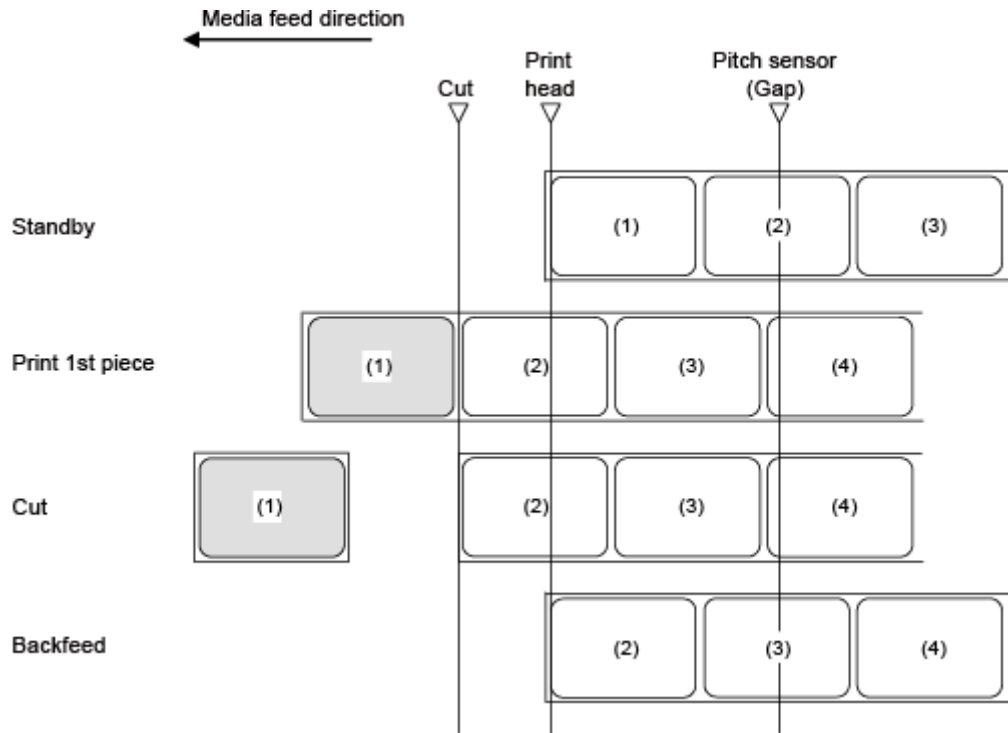 Media feed direction
Cut
Print
head
Pitch sensor
(Gap)
Standby
(1)
(2)
(3)
Print 1st piece
(1)
(2)
(3)
(4)
Cut
(1)
(2)
(3)
(4)
Backfeed
(2)
(3)
(4)